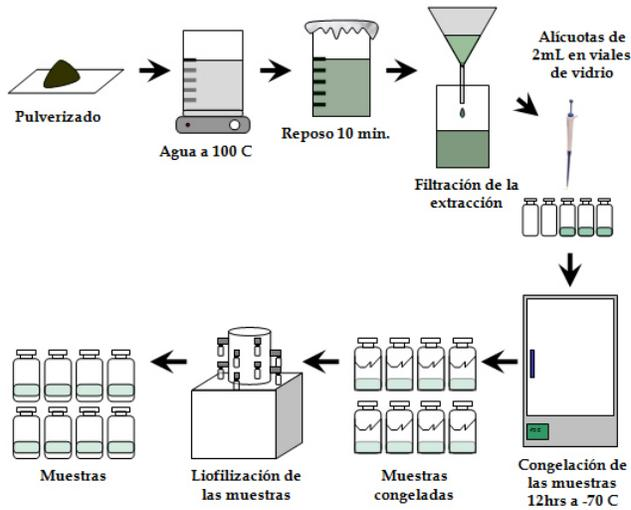 Pulverizado
Agua a 100 C
Reposo 10 min.
Filtración de la
extracción
Alícuotas de
2mL en viales
de vidrio
Congelación de
las muestras
12hrs a -70 C
Muestras
congeladas
Liofilización de
las muestras
Muestras